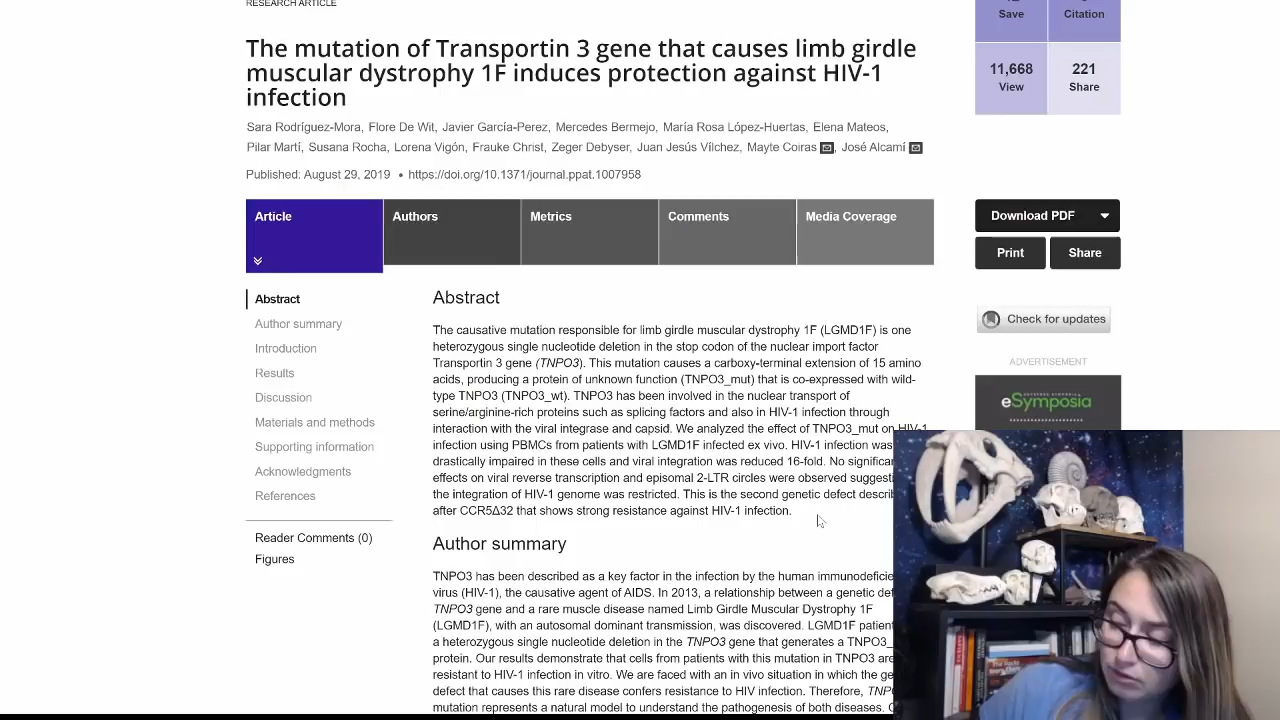 RESEARCH ARTICLE
The mutation of Transportin 3 gene that causes limb girdle
muscular dystrophy 1F induces protection against HIV-1
infection
Sara Rodríguez-Mora, Flore De Wit, Javier García-Perez, Mercedes Bermejo, María Rosa López-Huertas, Elena Mateos,
Pilar Martí, Susana Rocha, Lorena Vigón, Frauke Christ, Zeger Debyser, Juan Jesús Vílchez, Mayte Coiras, José Alcamí
Published: August 29, 2019 • https://doi.org/10.1371/journal.ppat.1007958
Save
Citation
11,668
View
221
Share
Article
Authors
Metrics
Comments
Media Coverage
Download PDF
Print
Share
Check for updates
ADVERTISEMENT
eSymposia
Abstract
Author summary
Introduction
Results
Discussion
Materials and methods
Supporting information
Acknowledgments
References
Reader Comments (0)
Figures
Abstract
The causative mutation responsible for limb girdle muscular dystrophy 1F (LGMD1F) is one
heterozygous single nucleotide deletion in the stop codon of the nuclear import factor
Transportin 3 gene (TNPO3). This mutation causes a carboxy-terminal extension of 15 amino
acids, producing a protein of unknown function (TNPO3_mut) that is co-expressed with wild-
type TNPO3 (TNPO3_wt). TNPO3 has been involved in the nuclear transport of
serine/arginine-rich proteins such as splicing factors and also in HIV-1 infection through
interaction with the viral integrase and capsid. We analyzed the effect of TNPO3_mut on HIV-1
infection using PBMCs from patients with LGMD1F infected ex vivo. HIV-1 infection was
drastically impaired in these cells and viral integration was reduced 16-fold. No significan
effects on viral reverse transcription and episomal 2-LTR circles were observed suggesti
the integration of HIV-1 genome was restricted. This is the second genetic defect describ
after CCR5Δ32 that shows strong resistance against HIV-1 infection.
Author summary
TNPO3 has been described as a key factor in the infection by the human immunodeficie
virus (HIV-1), the causative agent of AIDS. In 2013, a relationship between a genetic def
TNPO3 gene and a rare muscle disease named Limb Girdle Muscular Dystrophy 1F
(LGMD1F), with an autosomal dominant transmission, was discovered. LGMD1F patient
a heterozygous single nucleotide deletion in the TNPO3 gene that generates a TNPO3_
protein. Our results demonstrate that cells from patients with this mutation in TNPO3 are
resistant to HIV-1 infection in vitro. We are faced with an in vivo situation in which the ge
defect that causes this rare disease confers resistance to HIV infection. Therefore, TNP
mutation represents a natural model to understand the pathogenesis of both diseases.